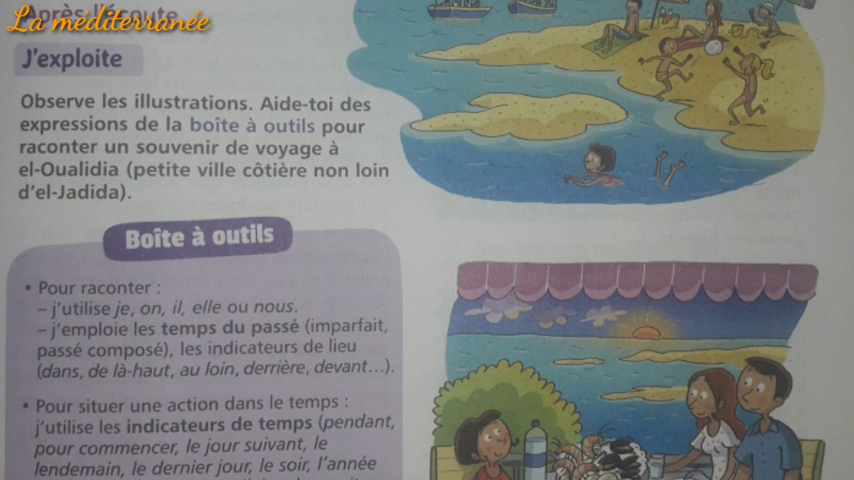 La méditerranée
Après l'écoute
J'exploite
Observe les illustrations. Aide-toi des
expressions de la boîte à outils pour
raconter un souvenir de voyage à
el-Oualidia (petite ville côtière non loin
d'el-Jadida).
Boîte à outils
• Pour raconter :
– j'utilise je, on, il, elle ou nous.
– j'emploie les temps du passé (imparfait,
passé composé), les indicateurs de lieu
(dans, de là-haut, au loin, derrière, devant...).
• Pour situer une action dans le temps :
j'utilise les indicateurs de temps (pendant,
pour commencer, le jour suivant, le
lendemain, le dernier jour, le soir, l'année